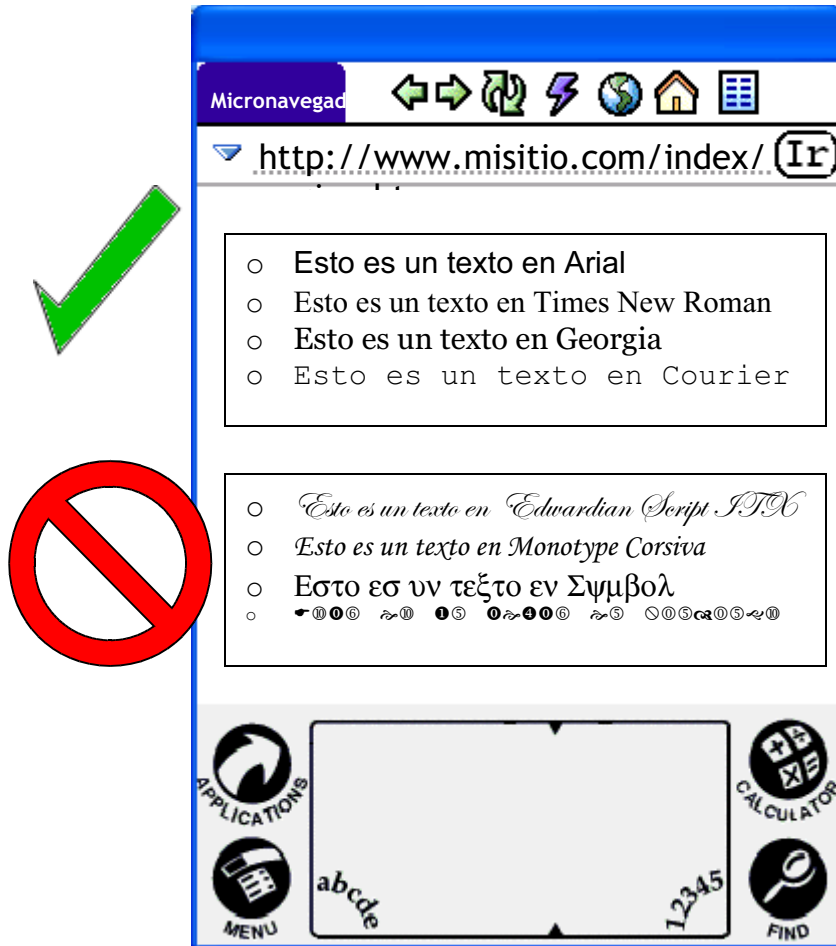 Micronavegad
http://www.misitio.com/index/ Ir
o Esto es un texto en Arial
o Esto es un texto en Times New Roman
o Esto es un texto en Georgia
o Esto es un texto en Courier
o Esto es un texto en Edwardian Script ITX
o Esto es un texto en Monotype Corsiva
o Εστο εσ υν τεξτο εν Σψμβολ
APPLICATIONS
CALCULATOR
MENU
abcde
12345
FIND